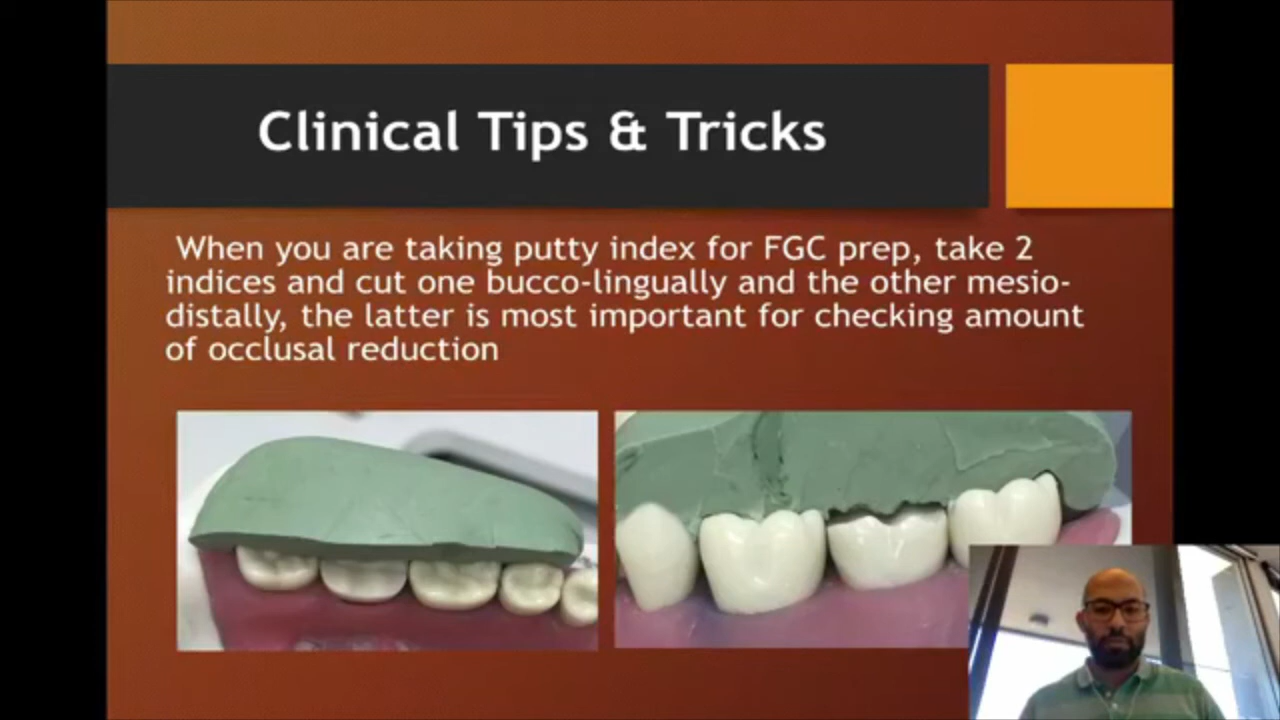 Clinical Tips & Tricks
When you are taking putty index for FGC prep, take 2
indices and cut one bucco-lingually and the other mesio-
distally, the latter is most important for checking amount
of occlusal reduction